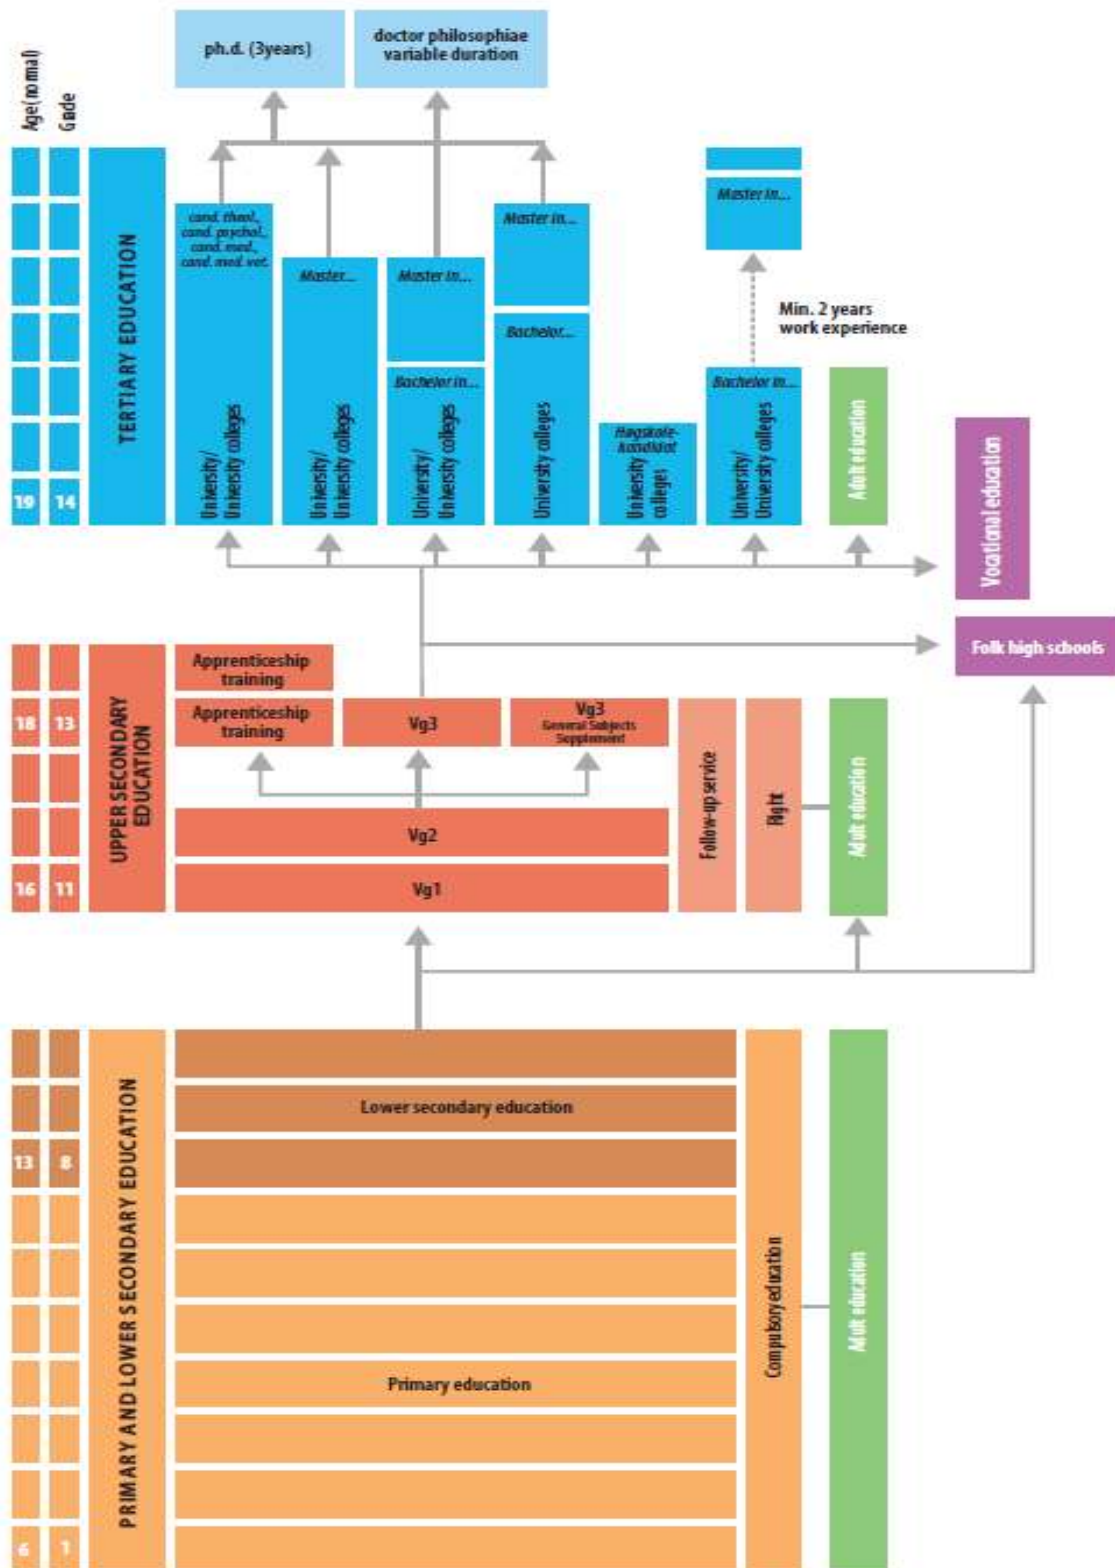 Age(normal)
Grade
ph.d. (3years)
doctor philosophiae
variable duration
TERTIARY EDUCATION
cand. theol.,
cand. psychol.,
cand. med.,
cand. med. vet.
University/
University colleges
Master...
University/
University colleges
Master in...
Bachelor in...
University/
University colleges
Master in...
Bachelor...
University colleges
Høgskole-
kandidat
University
colleges
Master in...
Min. 2 years
work experience
Bachelor in...
University/
University colleges
Adult education
19
14
Vocational education
Folk high schools
UPPER SECONDARY
EDUCATION
Apprenticeship
training
18
13
Apprenticeship
training
Vg3
Vg3
General Subjects
Supplement
Follow-up service
Right
Adult education
Vg2
16
11
Vg1
PRIMARY AND LOWER SECONDARY EDUCATION
Lower secondary education
13
8
Compulsory education
Adult education
Primary education
6
1